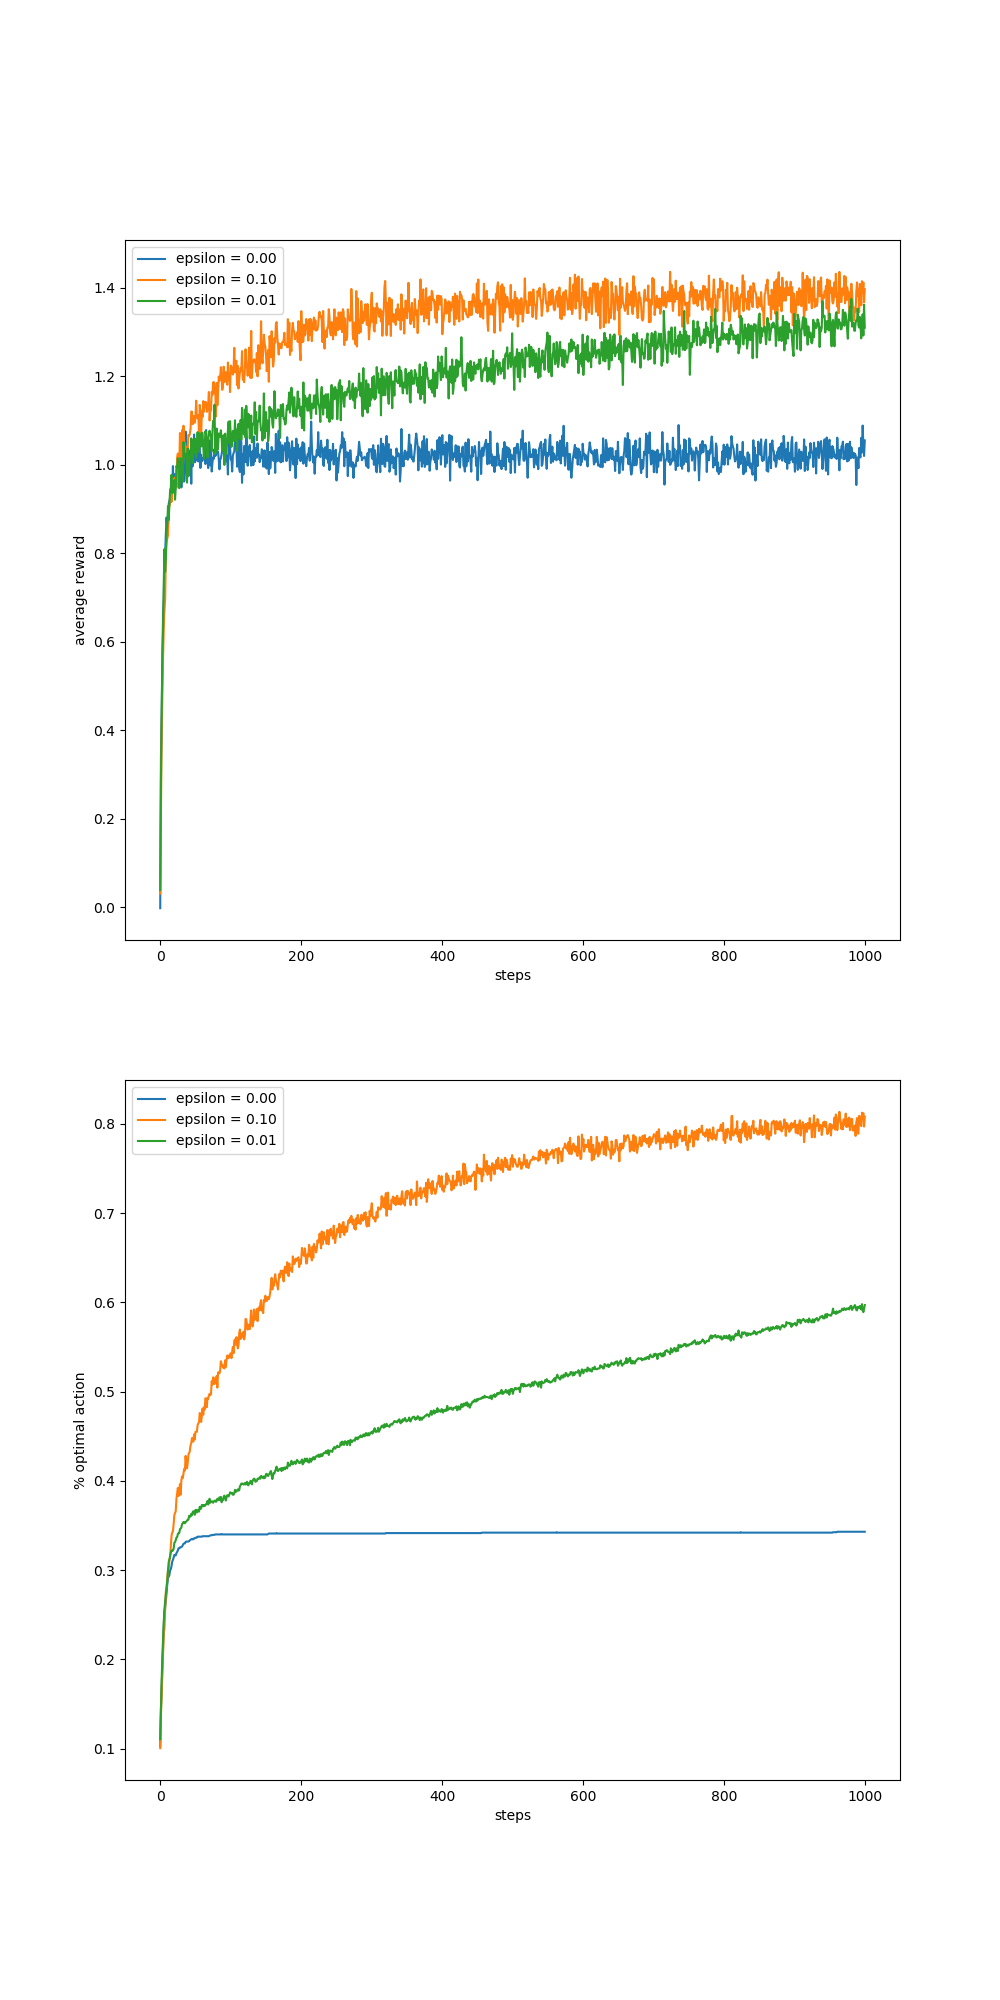 epsilon = 0.00
epsilon = 0.10
epsilon = 0.01
1.4
1.2
1.0
0.8
0.6
0.4
0.2
0.0
average reward
0 200 400 600 800 1000
steps
epsilon = 0.00
epsilon = 0.10
epsilon = 0.01
0.8
0.7
0.6
0.5
0.4
0.3
0.2
0.1
% optimal action
0 200 400 600 800 1000
steps